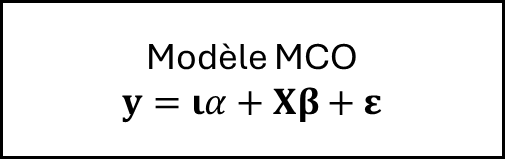 Modèle MCO
𝐲 = 𝛊𝛼 + 𝐗𝛃 + 𝛆